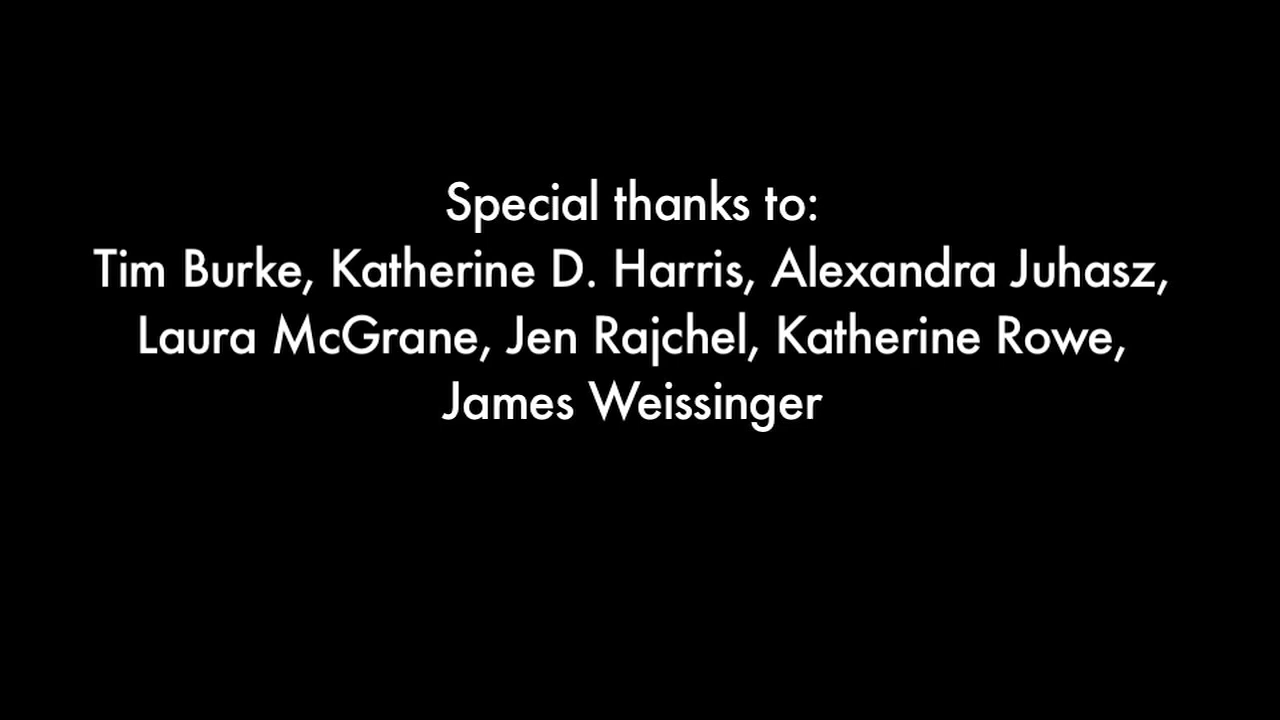 Special thanks to:
Tim Burke, Katherine D. Harris, Alexandra Juhasz,
Laura McGrane, Jen Rajchel, Katherine Rowe,
James Weissinger